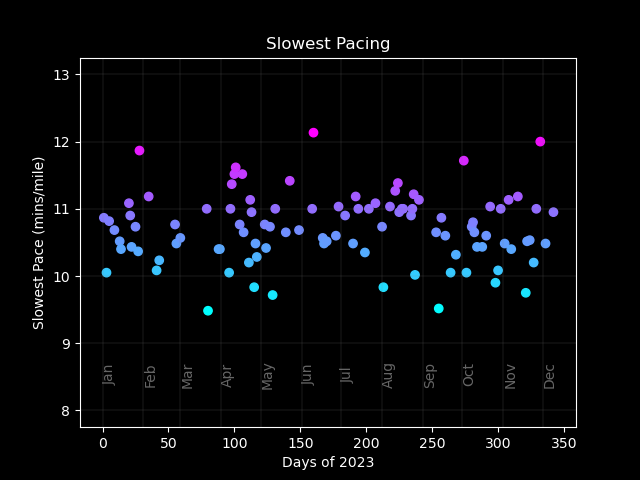 Slowest Pacing
13
12
11
10
9
8
Slowest Pace (mins/mile)
Jan Feb Mar Apr May Jun Jul Aug Sep Oct Nov Dec
0 50 100 150 200 250 300 350
Days of 2023